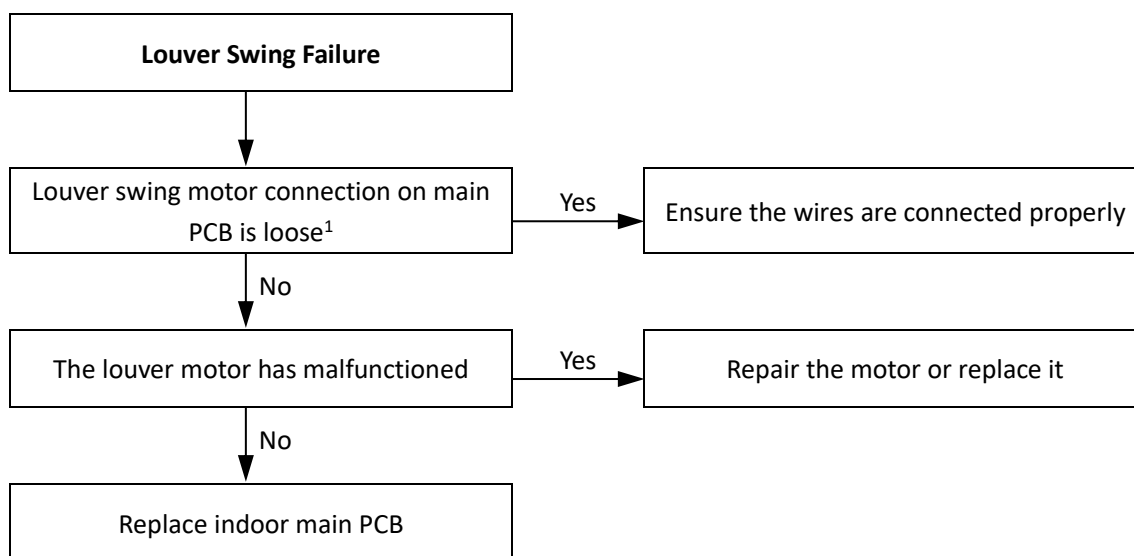 Louver Swing Failure
Louver swing motor connection on main
PCB is loose¹
Yes
Ensure the wires are connected properly
No
The louver motor has malfunctioned
Yes
Repair the motor or replace it
No
Replace indoor main PCB